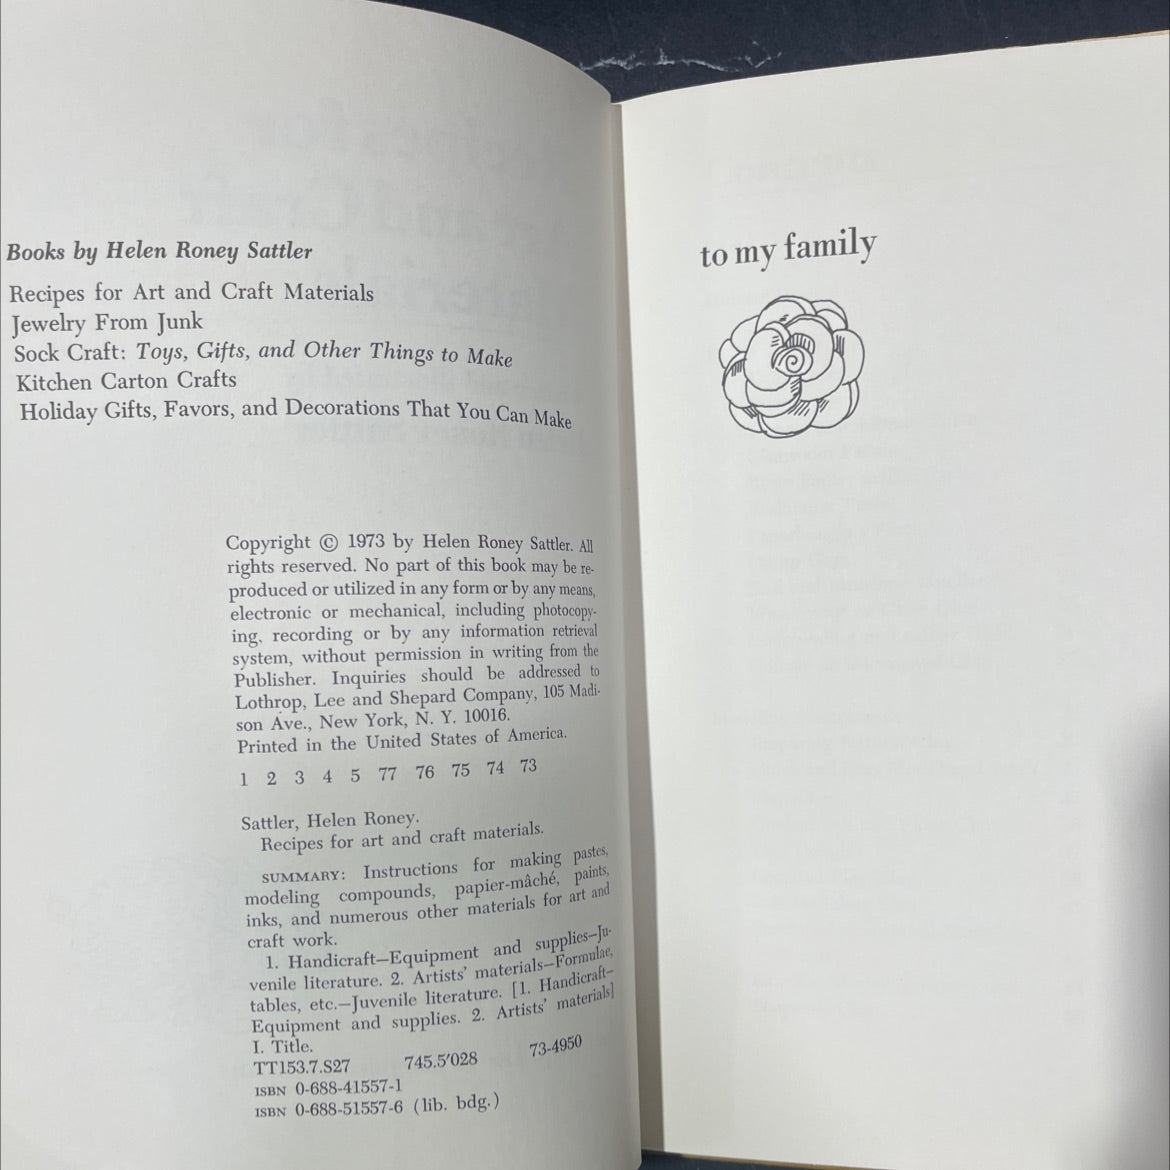 Books by Helen Roney Sattler
Recipes for Art and Craft Materials
Jewelry From Junk
Sock Craft: Toys, Gifts, and Other Things to Make
Kitchen Carton Crafts
Holiday Gifts, Favors, and Decorations That You Can Make
Copyright © 1973 by Helen Roney Sattler. All
rights reserved. No part of this book may be re-
produced or utilized in any form or by any means,
electronic or mechanical, including photocopy-
ing, recording or by any information retrieval
system, without permission in writing from the
Publisher. Inquiries should be addressed to
Lothrop, Lee and Shepard Company, 105 Madi-
son Ave., New York, N. Y. 10016.
Printed in the United States of America.
1 2 3 4 5 77 76 75 74 73
Sattler, Helen Roney.
Recipes for art and craft materials.
SUMMARY: Instructions for making pastes,
modeling compounds, papier-mâché, paints,
inks, and numerous other materials for art and
craft work.
1. Handicraft—Equipment and supplies—Ju-
venile literature. 2. Artists' materials—Formulae,
tables, etc.—Juvenile literature. [1. Handicraft—
Equipment and supplies. 2. Artists' materials]
I. Title.
TT153.7.S27 745.5'028 73-4950
ISBN 0-688-41557-1
ISBN 0-688-51557-6 (lib. bdg.)
to my family